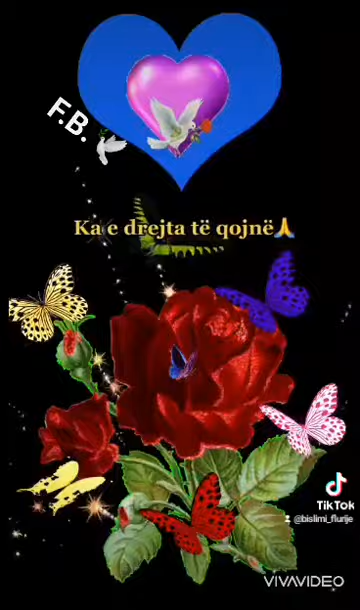 F.B.
Ka e drejta të qojnë🙏
TikTok
@bislimi_flurije
VIVAVIDEO